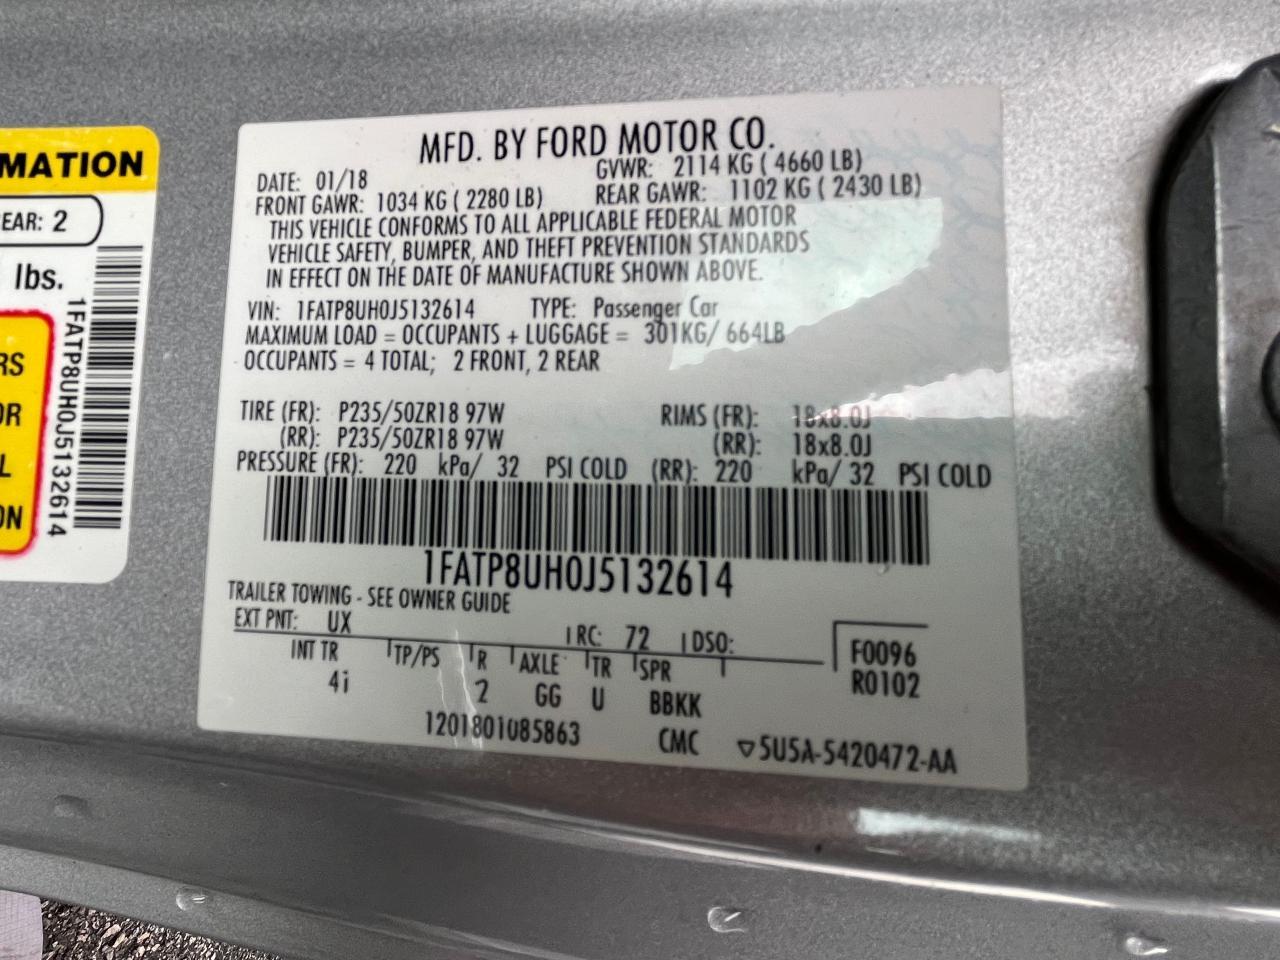 MATION
EAR: 2
lbs.
RS
OR
L
ON
1FATP8UH0J5132614
MFD. BY FORD MOTOR CO.
DATE: 01/18 GVWR: 2114 KG ( 4660 LB)
FRONT GAWR: 1034 KG ( 2280 LB) REAR GAWR: 1102 KG ( 2430 LB)
THIS VEHICLE CONFORMS TO ALL APPLICABLE FEDERAL MOTOR
VEHICLE SAFETY, BUMPER, AND THEFT PREVENTION STANDARDS
IN EFFECT ON THE DATE OF MANUFACTURE SHOWN ABOVE.
VIN: 1FATP8UH0J5132614 TYPE: Passenger Car
MAXIMUM LOAD = OCCUPANTS + LUGGAGE = 301KG/ 664LB
OCCUPANTS = 4 TOTAL; 2 FRONT, 2 REAR
TIRE (FR): P235/50ZR18 97W RIMS (FR): 18x8.0J
(RR): P235/50ZR18 97W (RR): 18x8.0J
PRESSURE (FR): 220 kPa/ 32 PSI COLD (RR): 220 kPa/ 32 PSI COLD
1FATP8UH0J5132614
TRAILER TOWING - SEE OWNER GUIDE
EXT PNT: UX RC: 72 DSO: F0096
INT TR TP/PS R AXLE TR SPR R0102
4i 2 GG U BBKK
1201801085863 CMC ▽5U5A-5420472-AA